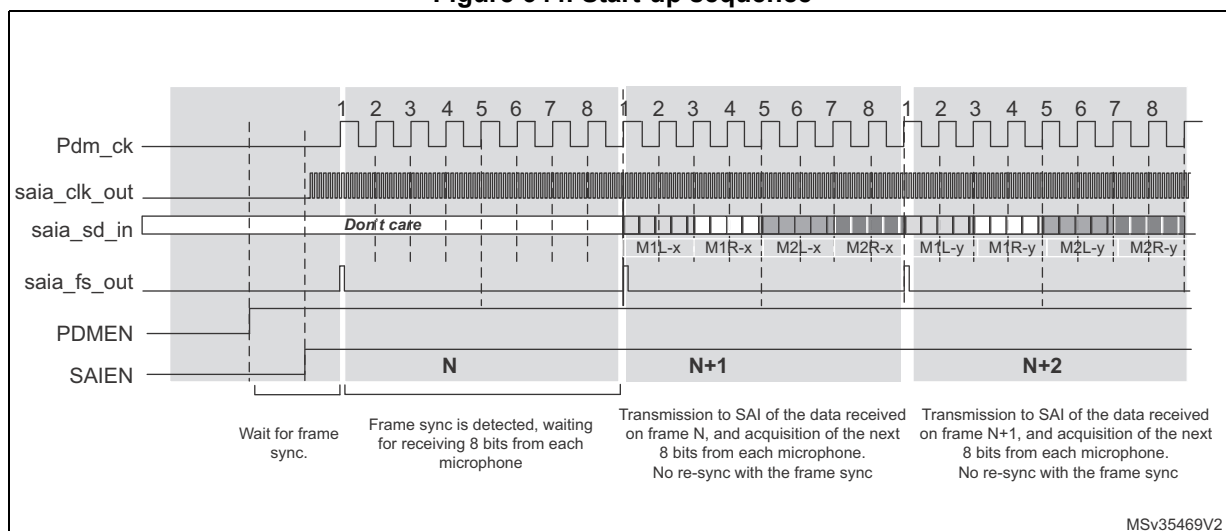 1 2 3 4 5 6 7 8 1 2 3 4 5 6 7 8 1 2 3 4 5 6 7 8
Pdm_ck
saia_clk_out
saia_sd_in
Don't care
M1L-x M1R-x M2L-x M2R-x M1L-y M1R-y M2L-y M2R-y
saia_fs_out
PDMEN
SAIEN
N N+1 N+2
Wait for frame
sync.
Frame sync is detected, waiting
for receiving 8 bits from each
microphone
Transmission to SAI of the data received
on frame N, and acquisition of the next
8 bits from each microphone.
No re-sync with the frame sync
Transmission to SAI of the data received
on frame N+1, and acquisition of the next
8 bits from each microphone.
No re-sync with the frame sync
MSv35469V2